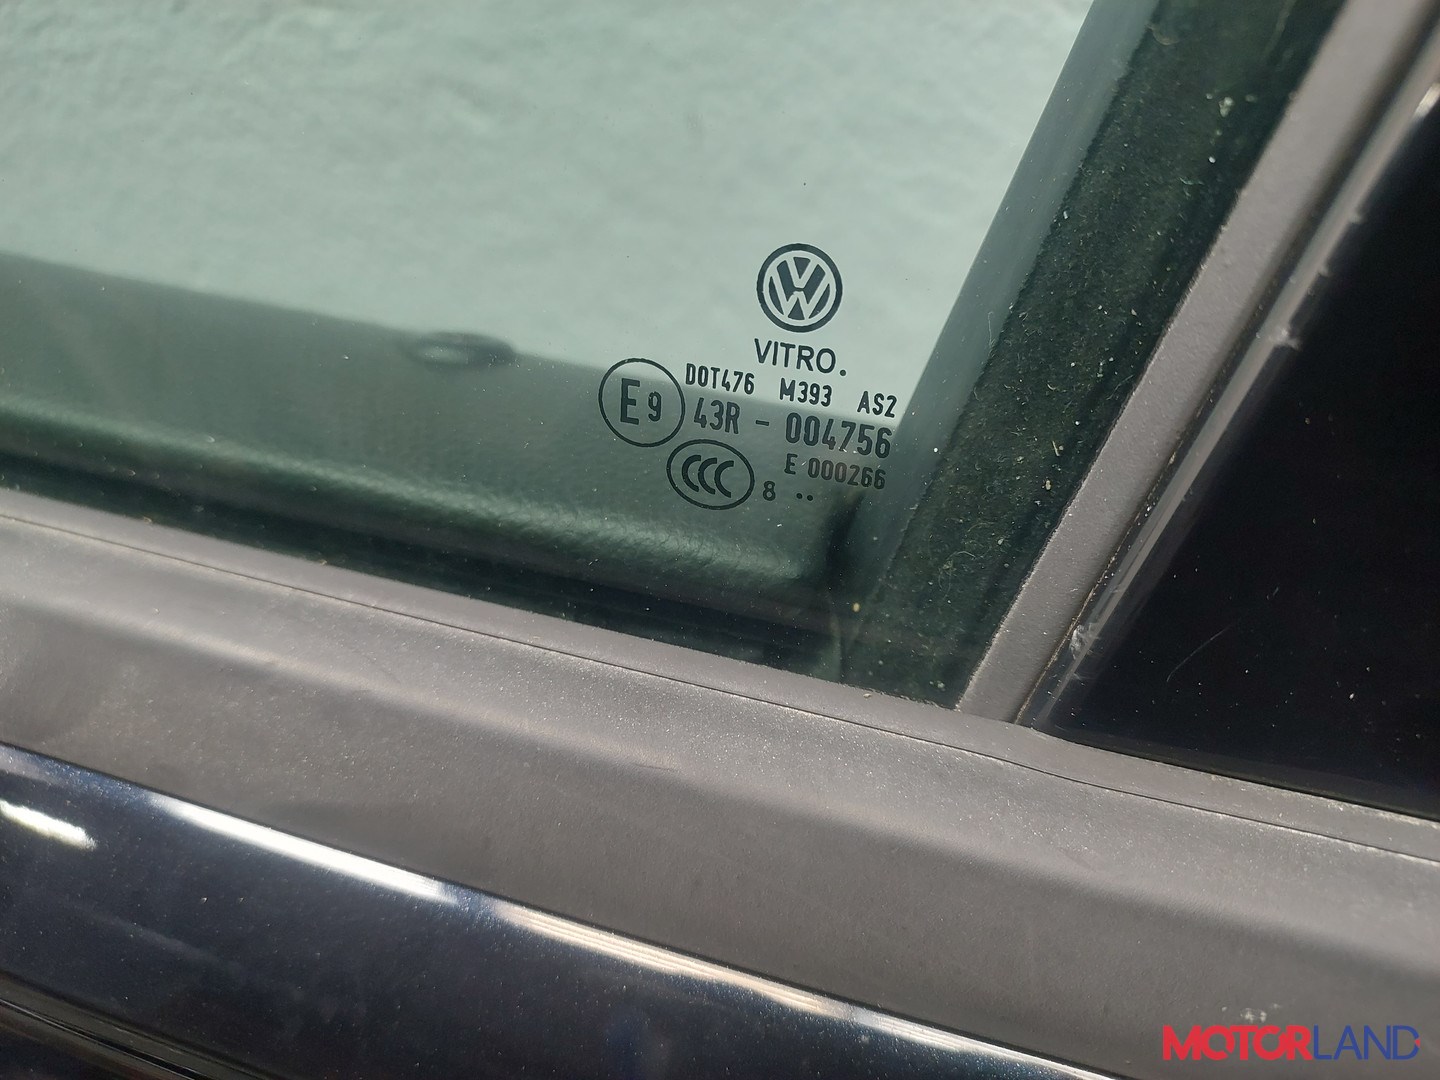 VITRO.
DOT476 M393 AS2
E9 43R - 004756
E 000266
CCC 8 ..
MOTORLAND